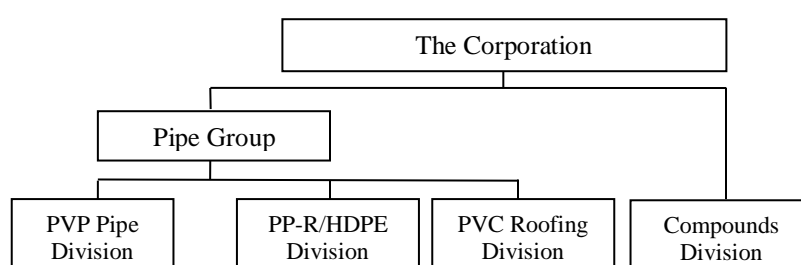 The Corporation
Pipe Group
PVP Pipe
Division
PP-R/HDPE
Division
PVC Roofing
Division
Compounds
Division